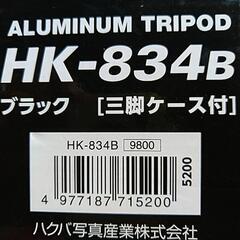 ALUMINUM TRIPOD
HK-834B
ブラック [三脚ケース付]
HK-834B 9800
5200
4 977187 715200
ハクバ写真産業株式会社